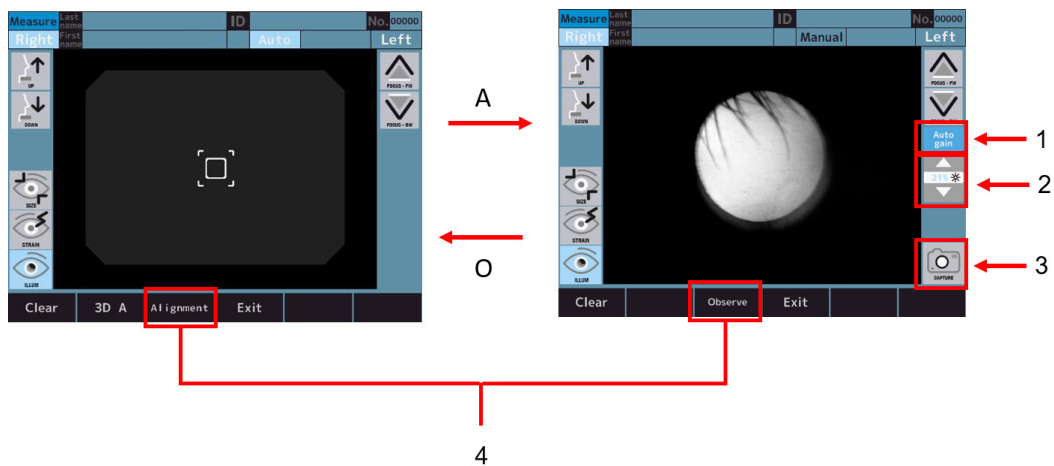 Measure Last name ID No. 00000
Right First name Auto Left
UP
FOCUS - FW
DOWN
FOCUS - BW
SIZE
STRAIN
ILLUM
Clear 3D A Alignment Exit
A
O
Measure Last name ID No. 00000
Right First name Manual Left
UP
FOCUS - FW
DOWN
Auto
gain
21%
SIZE
STRAIN
CAPTURE
ILLUM
Clear Observe Exit
1
2
3
4